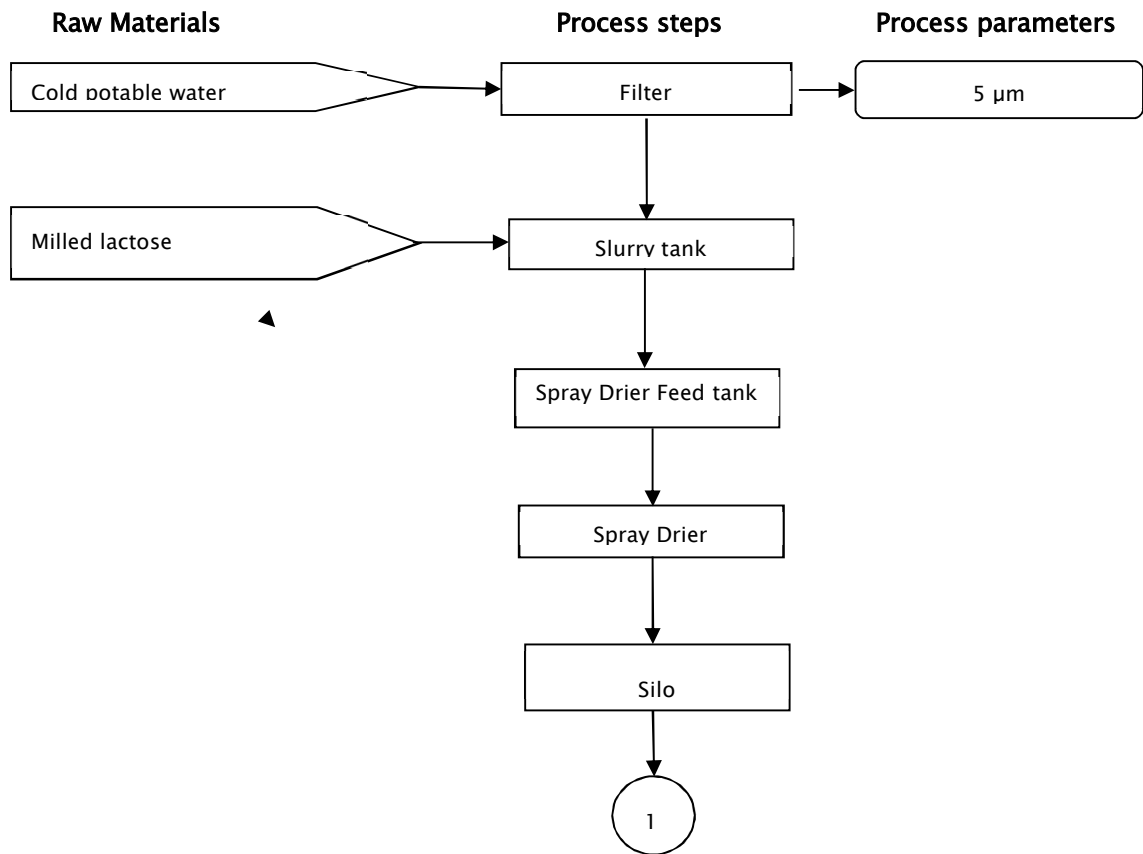 Raw Materials
Process steps
Process parameters
Cold potable water
Filter
5 µm
Milled lactose
Slurry tank
Spray Drier Feed tank
Spray Drier
Silo
1